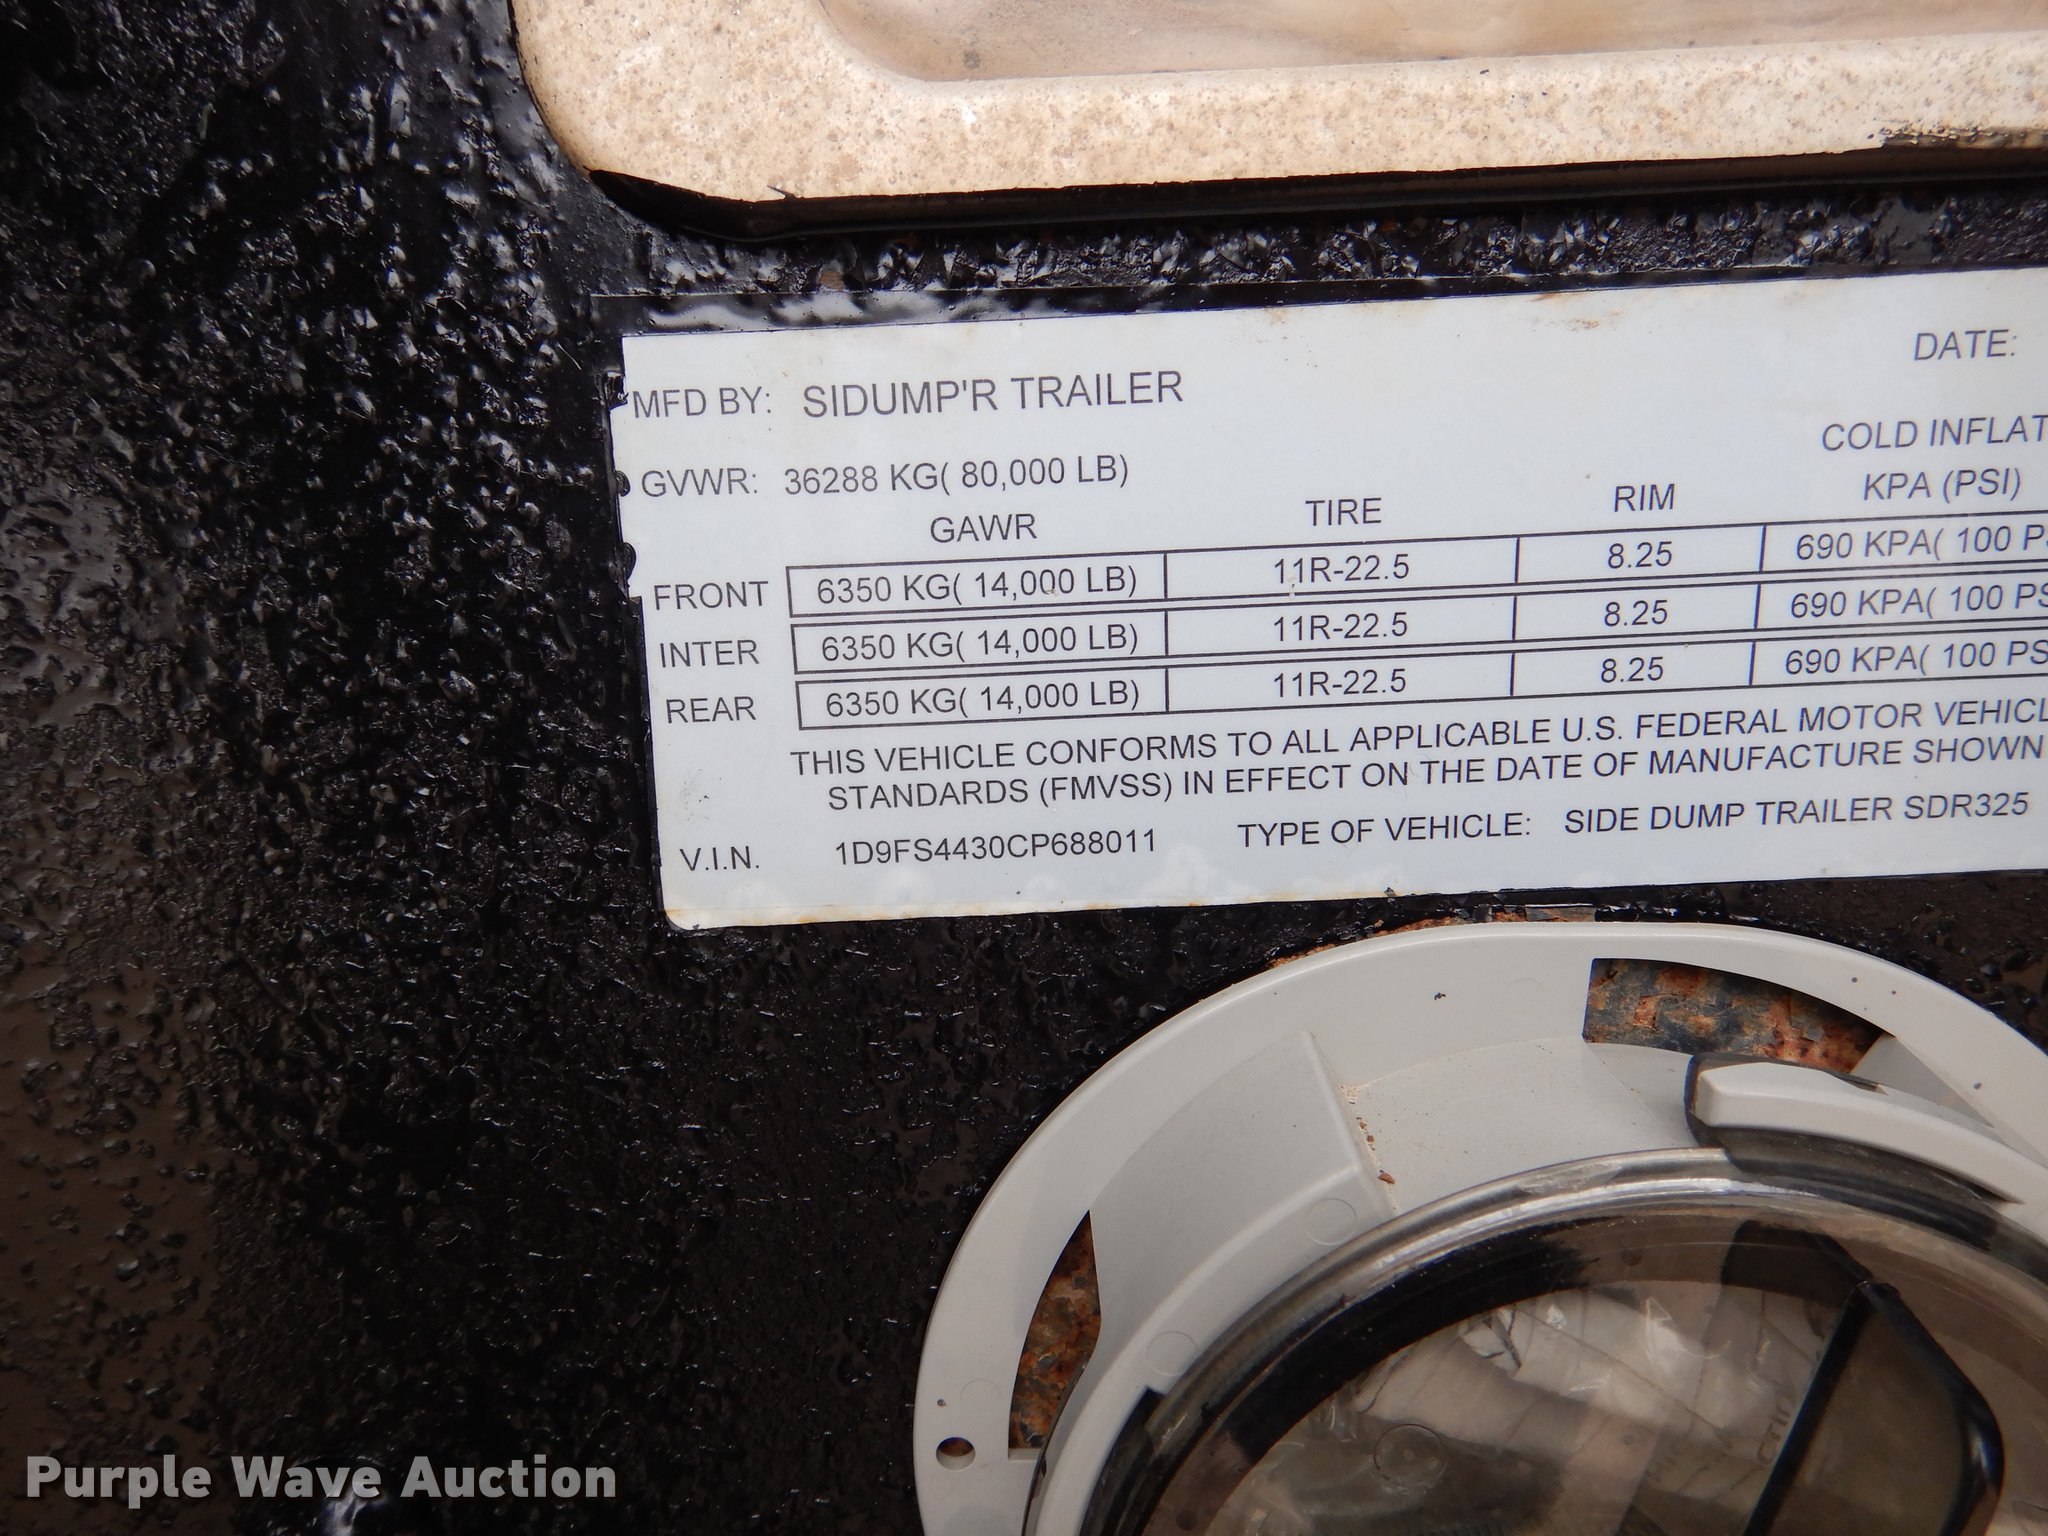 MFD BY: SIDUMP'R TRAILER
DATE:
GVWR: 36288 KG( 80,000 LB)
COLD INFLAT
GAWR TIRE RIM KPA (PSI)
FRONT 6350 KG( 14,000 LB) 11R-22.5 8.25 690 KPA( 100 PS
INTER 6350 KG( 14,000 LB) 11R-22.5 8.25 690 KPA( 100 PS
REAR 6350 KG( 14,000 LB) 11R-22.5 8.25 690 KPA( 100 PS
THIS VEHICLE CONFORMS TO ALL APPLICABLE U.S. FEDERAL MOTOR VEHICL
STANDARDS (FMVSS) IN EFFECT ON THE DATE OF MANUFACTURE SHOWN
V.I.N. 1D9FS4430CP688011 TYPE OF VEHICLE: SIDE DUMP TRAILER SDR325
Purple Wave Auction